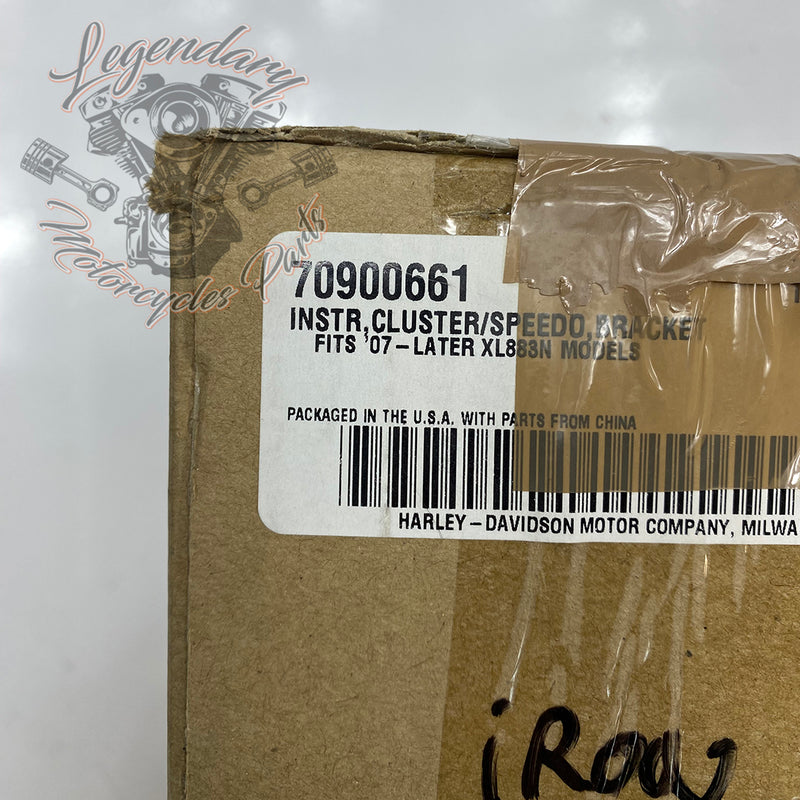 Legendary
Motorcycles Parts
70900661
INSTR,CLUSTER/SPEEDO,BRACKET
FITS '07-LATER XL883N MODELS
PACKAGED IN THE U.S.A. WITH PARTS FROM CHINA
HARLEY-DAVIDSON MOTOR COMPANY, MILWA